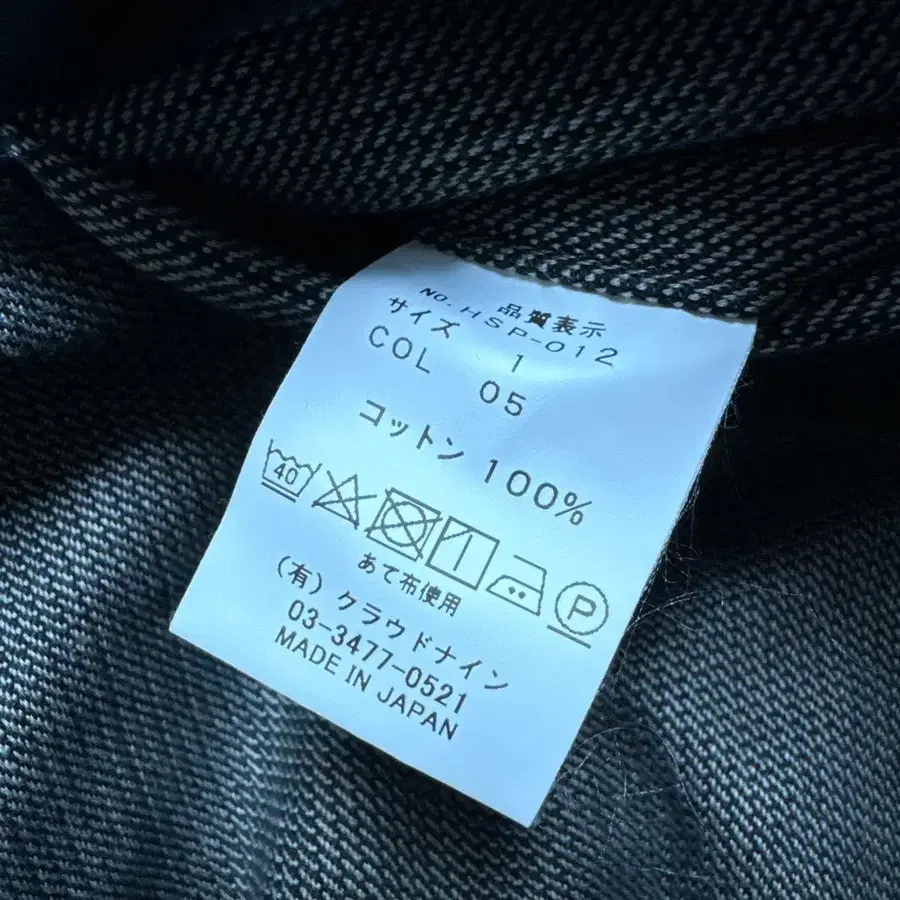 品質表示
NO. HSP-012
サイズ 1
COL 05
コットン 100%
40
P
あて布使用
(有) クラウドナイン
03-3477-0521
MADE IN JAPAN